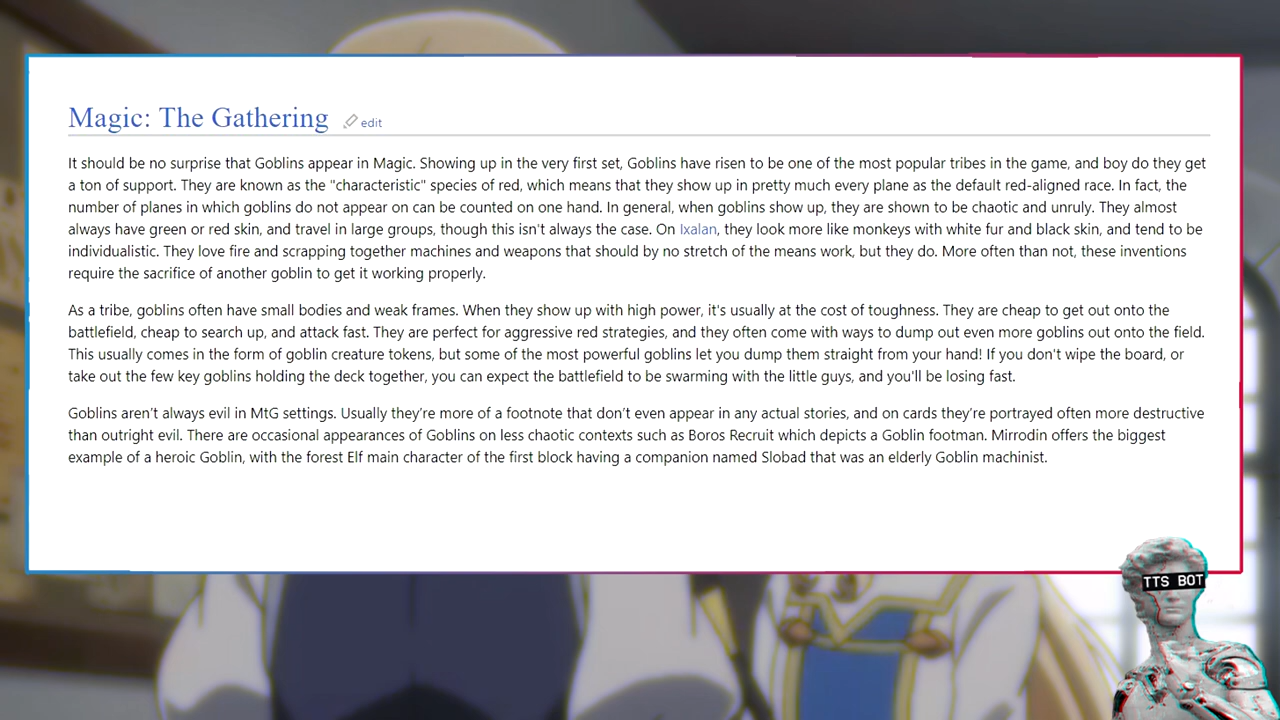 Magic: The Gathering edit
It should be no surprise that Goblins appear in Magic. Showing up in the very first set, Goblins have risen to be one of the most popular tribes in the game, and boy do they get
a ton of support. They are known as the "characteristic" species of red, which means that they show up in pretty much every plane as the default red-aligned race. In fact, the
number of planes in which goblins do not appear on can be counted on one hand. In general, when goblins show up, they are shown to be chaotic and unruly. They almost
always have green or red skin, and travel in large groups, though this isn't always the case. On Ixalan, they look more like monkeys with white fur and black skin, and tend to be
individualistic. They love fire and scrapping together machines and weapons that should by no stretch of the means work, but they do. More often than not, these inventions
require the sacrifice of another goblin to get it working properly.
As a tribe, goblins often have small bodies and weak frames. When they show up with high power, it's usually at the cost of toughness. They are cheap to get out onto the
battlefield, cheap to search up, and attack fast. They are perfect for aggressive red strategies, and they often come with ways to dump out even more goblins out onto the field.
This usually comes in the form of goblin creature tokens, but some of the most powerful goblins let you dump them straight from your hand! If you don't wipe the board, or
take out the few key goblins holding the deck together, you can expect the battlefield to be swarming with the little guys, and you'll be losing fast.
Goblins aren’t always evil in MtG settings. Usually they’re more of a footnote that don’t even appear in any actual stories, and on cards they’re portrayed often more destructive
than outright evil. There are occasional appearances of Goblins on less chaotic contexts such as Boros Recruit which depicts a Goblin footman. Mirrodin offers the biggest
example of a heroic Goblin, with the forest Elf main character of the first block having a companion named Slobad that was an elderly Goblin machinist.
TTS BOT